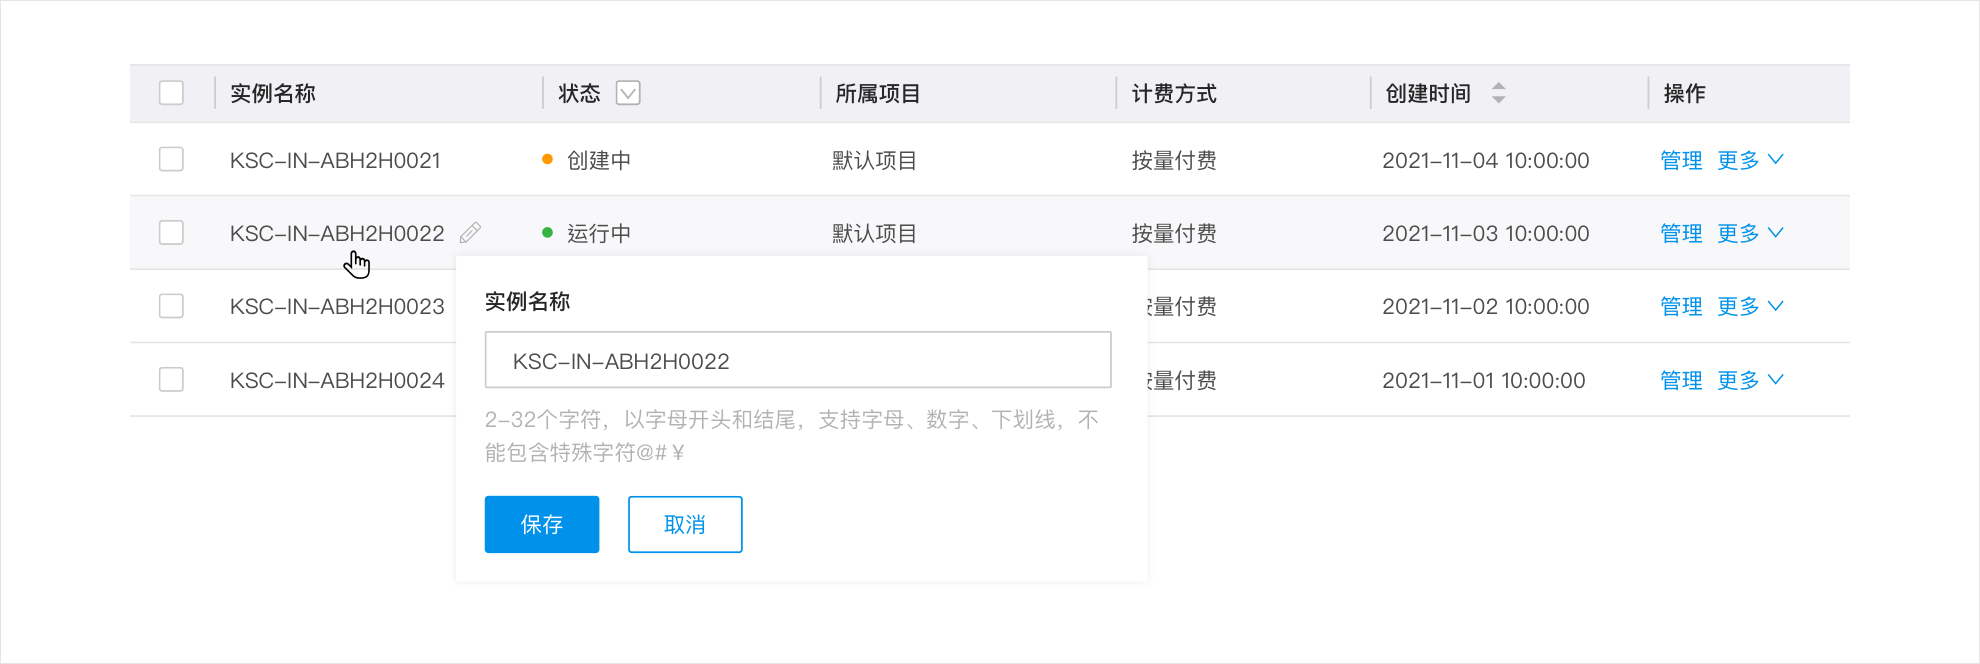 实例名称 状态 所属项目 计费方式 创建时间 操作
KSC-IN-ABH2H0021 创建中 默认项目 按量付费 2021-11-04 10:00:00 管理 更多
KSC-IN-ABH2H0022 运行中 默认项目 按量付费 2021-11-03 10:00:00 管理 更多
KSC-IN-ABH2H0023 按量付费 2021-11-02 10:00:00 管理 更多
KSC-IN-ABH2H0024 按量付费 2021-11-01 10:00:00 管理 更多
实例名称
KSC-IN-ABH2H0022
2-32个字符，以字母开头和结尾，支持字母、数字、下划线，不
能包含特殊字符@#￥
保存 取消